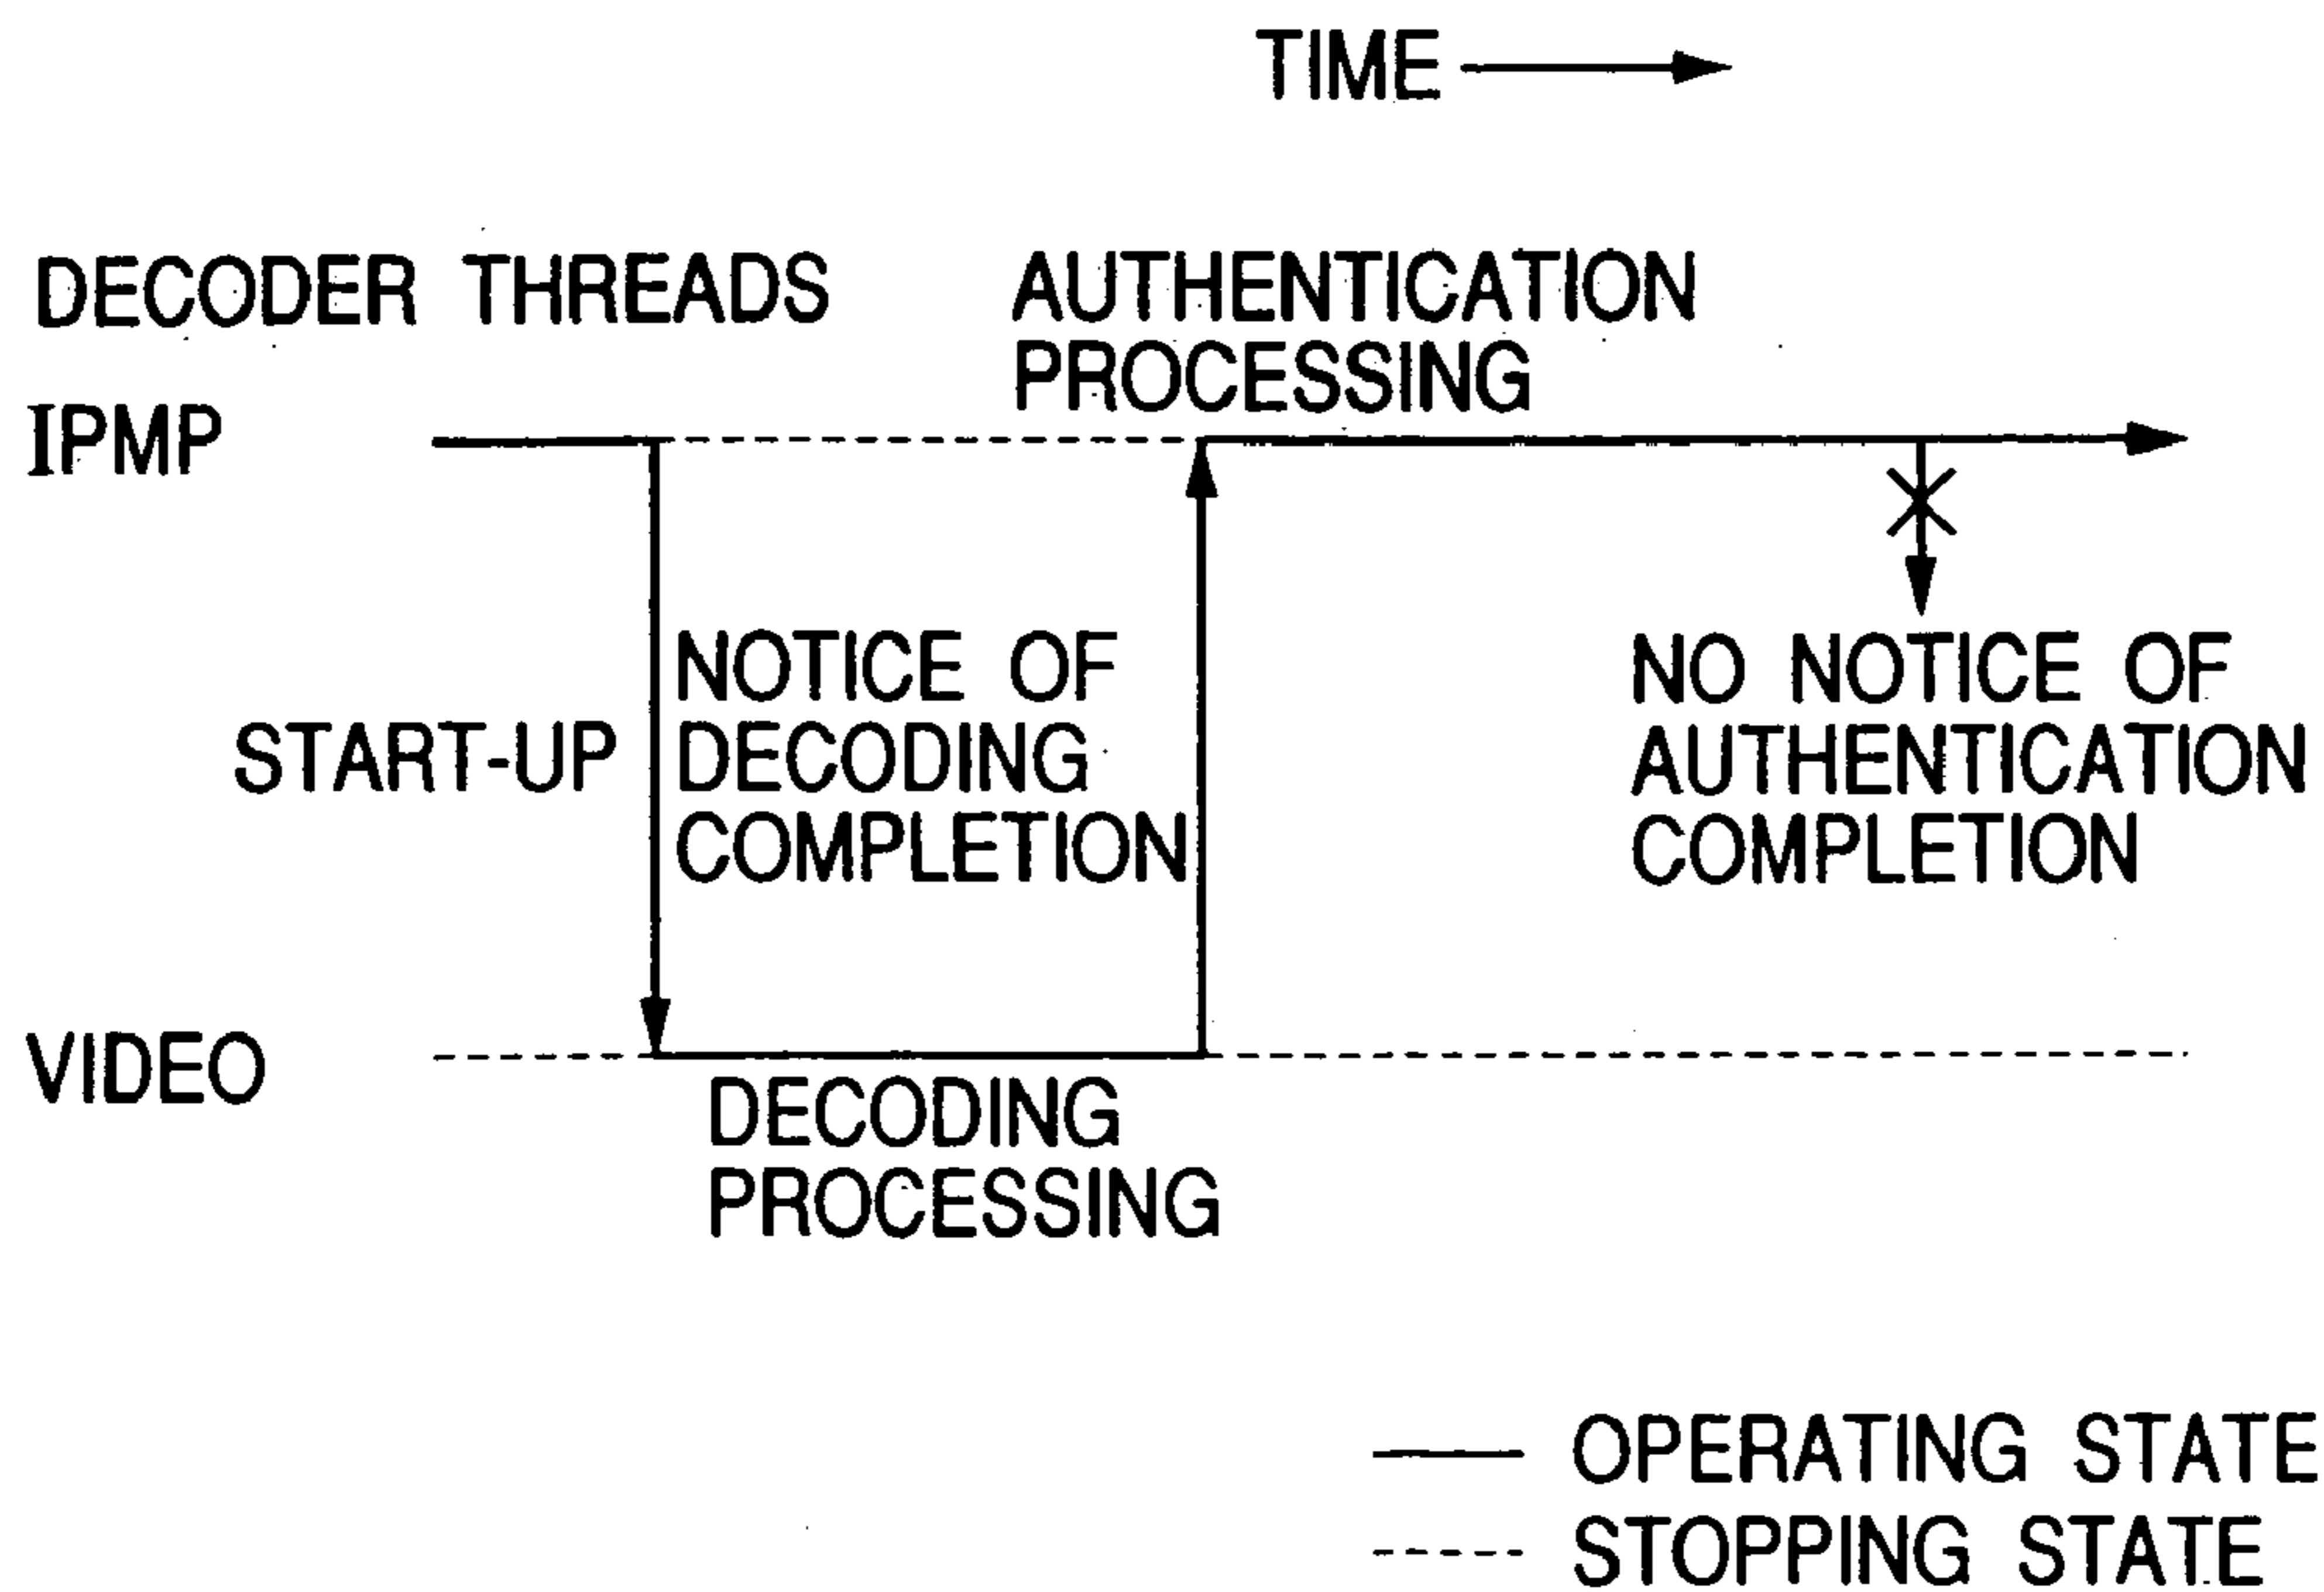 TIME
DECODER THREADS
AUTHENTICATION
PROCESSING
IPMP
START-UP
NOTICE OF
DECODING
COMPLETION
NO NOTICE OF
AUTHENTICATION
COMPLETION
VIDEO
DECODING
PROCESSING
OPERATING STATE
STOPPING STATE